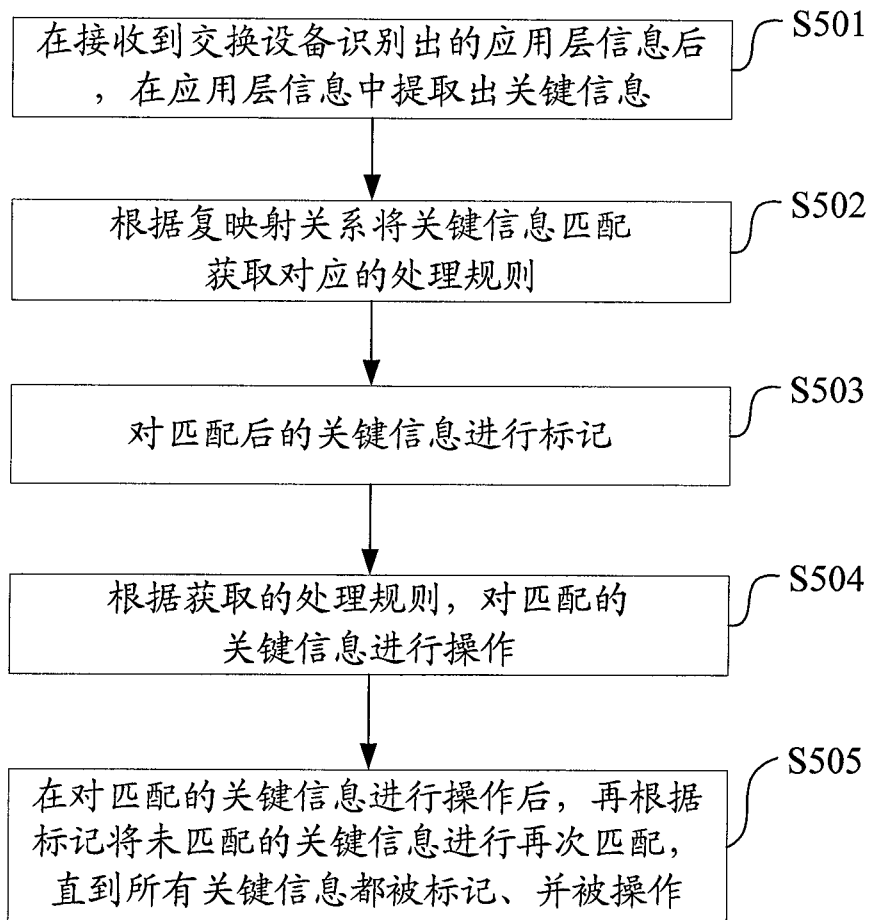 在接收到交换设备识别出的应用层信息后
，在应用层信息中提取出关键信息
S501
根据复映射关系将关键信息匹配
获取对应的处理规则
S502
对匹配后的关键信息进行标记
S503
根据获取的处理规则，对匹配的
关键信息进行操作
S504
在对匹配的关键信息进行操作后，再根据
标记将未匹配的关键信息进行再次匹配，
直到所有关键信息都被标记、并被操作
S505